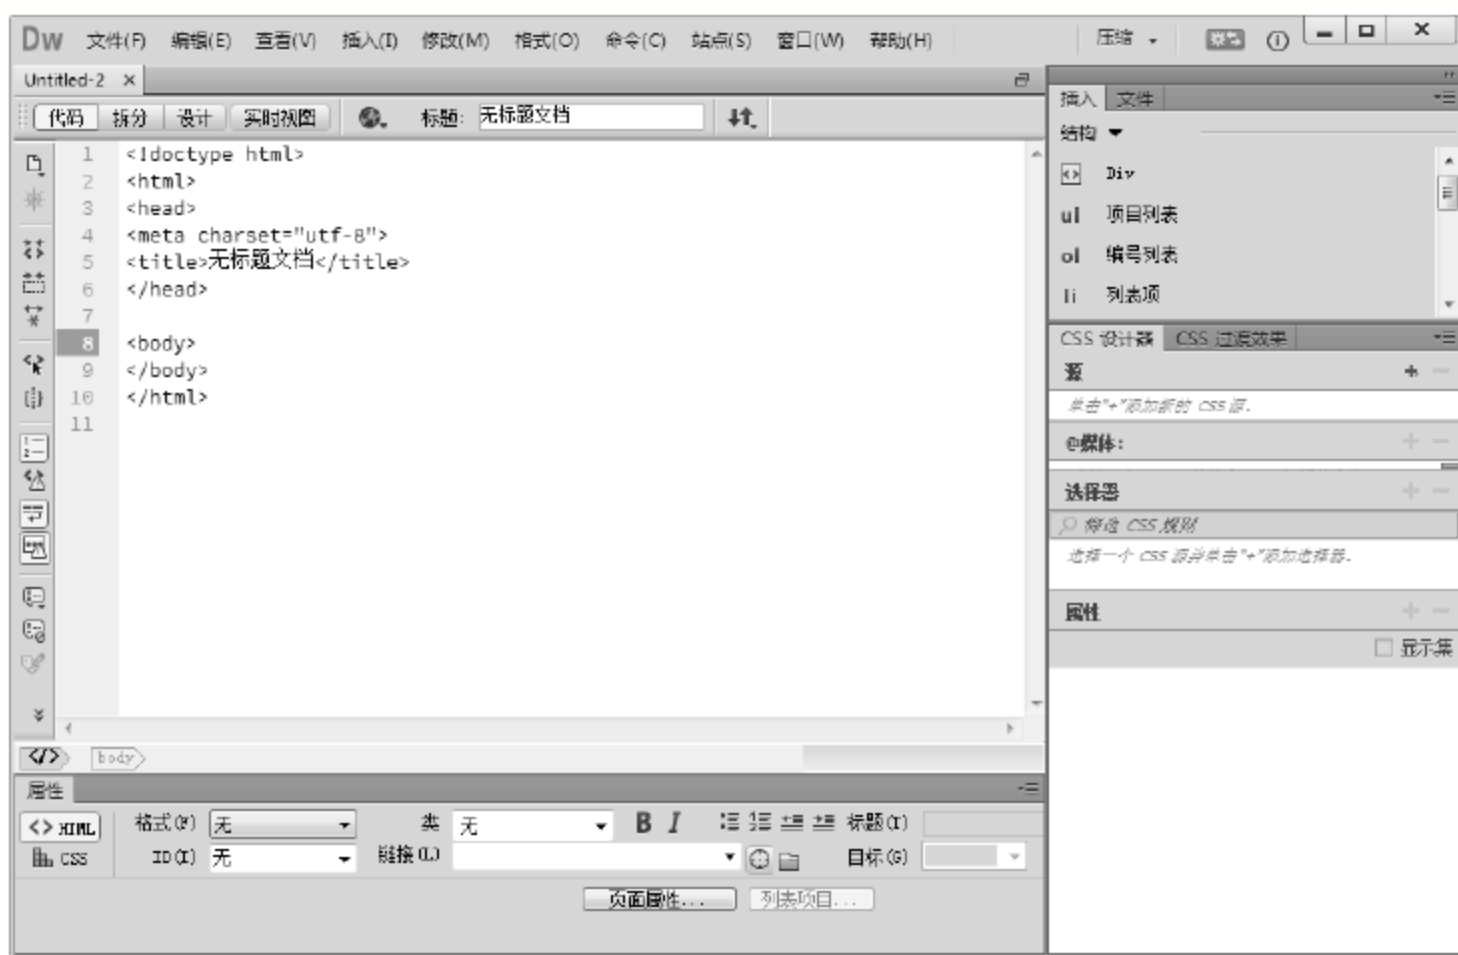 Dw 文件(F) 编辑(E) 查看(V) 插入(I) 修改(M) 格式(O) 命令(C) 站点(S) 窗口(W) 帮助(H) 压缩
Untitled-2 ×
代码 拆分 设计 实时视图 标题: 无标题文档
1 <!doctype html>
2 <html>
3 <head>
4 <meta charset="utf-8">
5 <title>无标题文档</title>
6 </head>
7
8 <body>
9 </body>
10 </html>
11
body
属性
<> HTML 格式(F) 无 类 无 B I 标题(T)
CSS ID(I) 无 链接(L) 目标(G)
页面属性... 列表项目...
插入 文件
结构
Div
ul 项目列表
ol 编号列表
li 列表项
CSS 设计器 CSS 过渡效果
源 + −
单击"+"添加新的 CSS 源.
@媒体: + −
选择器 + −
筛选 CSS 规则
选择一个 CSS 源并单击"+"添加选择器.
属性 + −
显示集